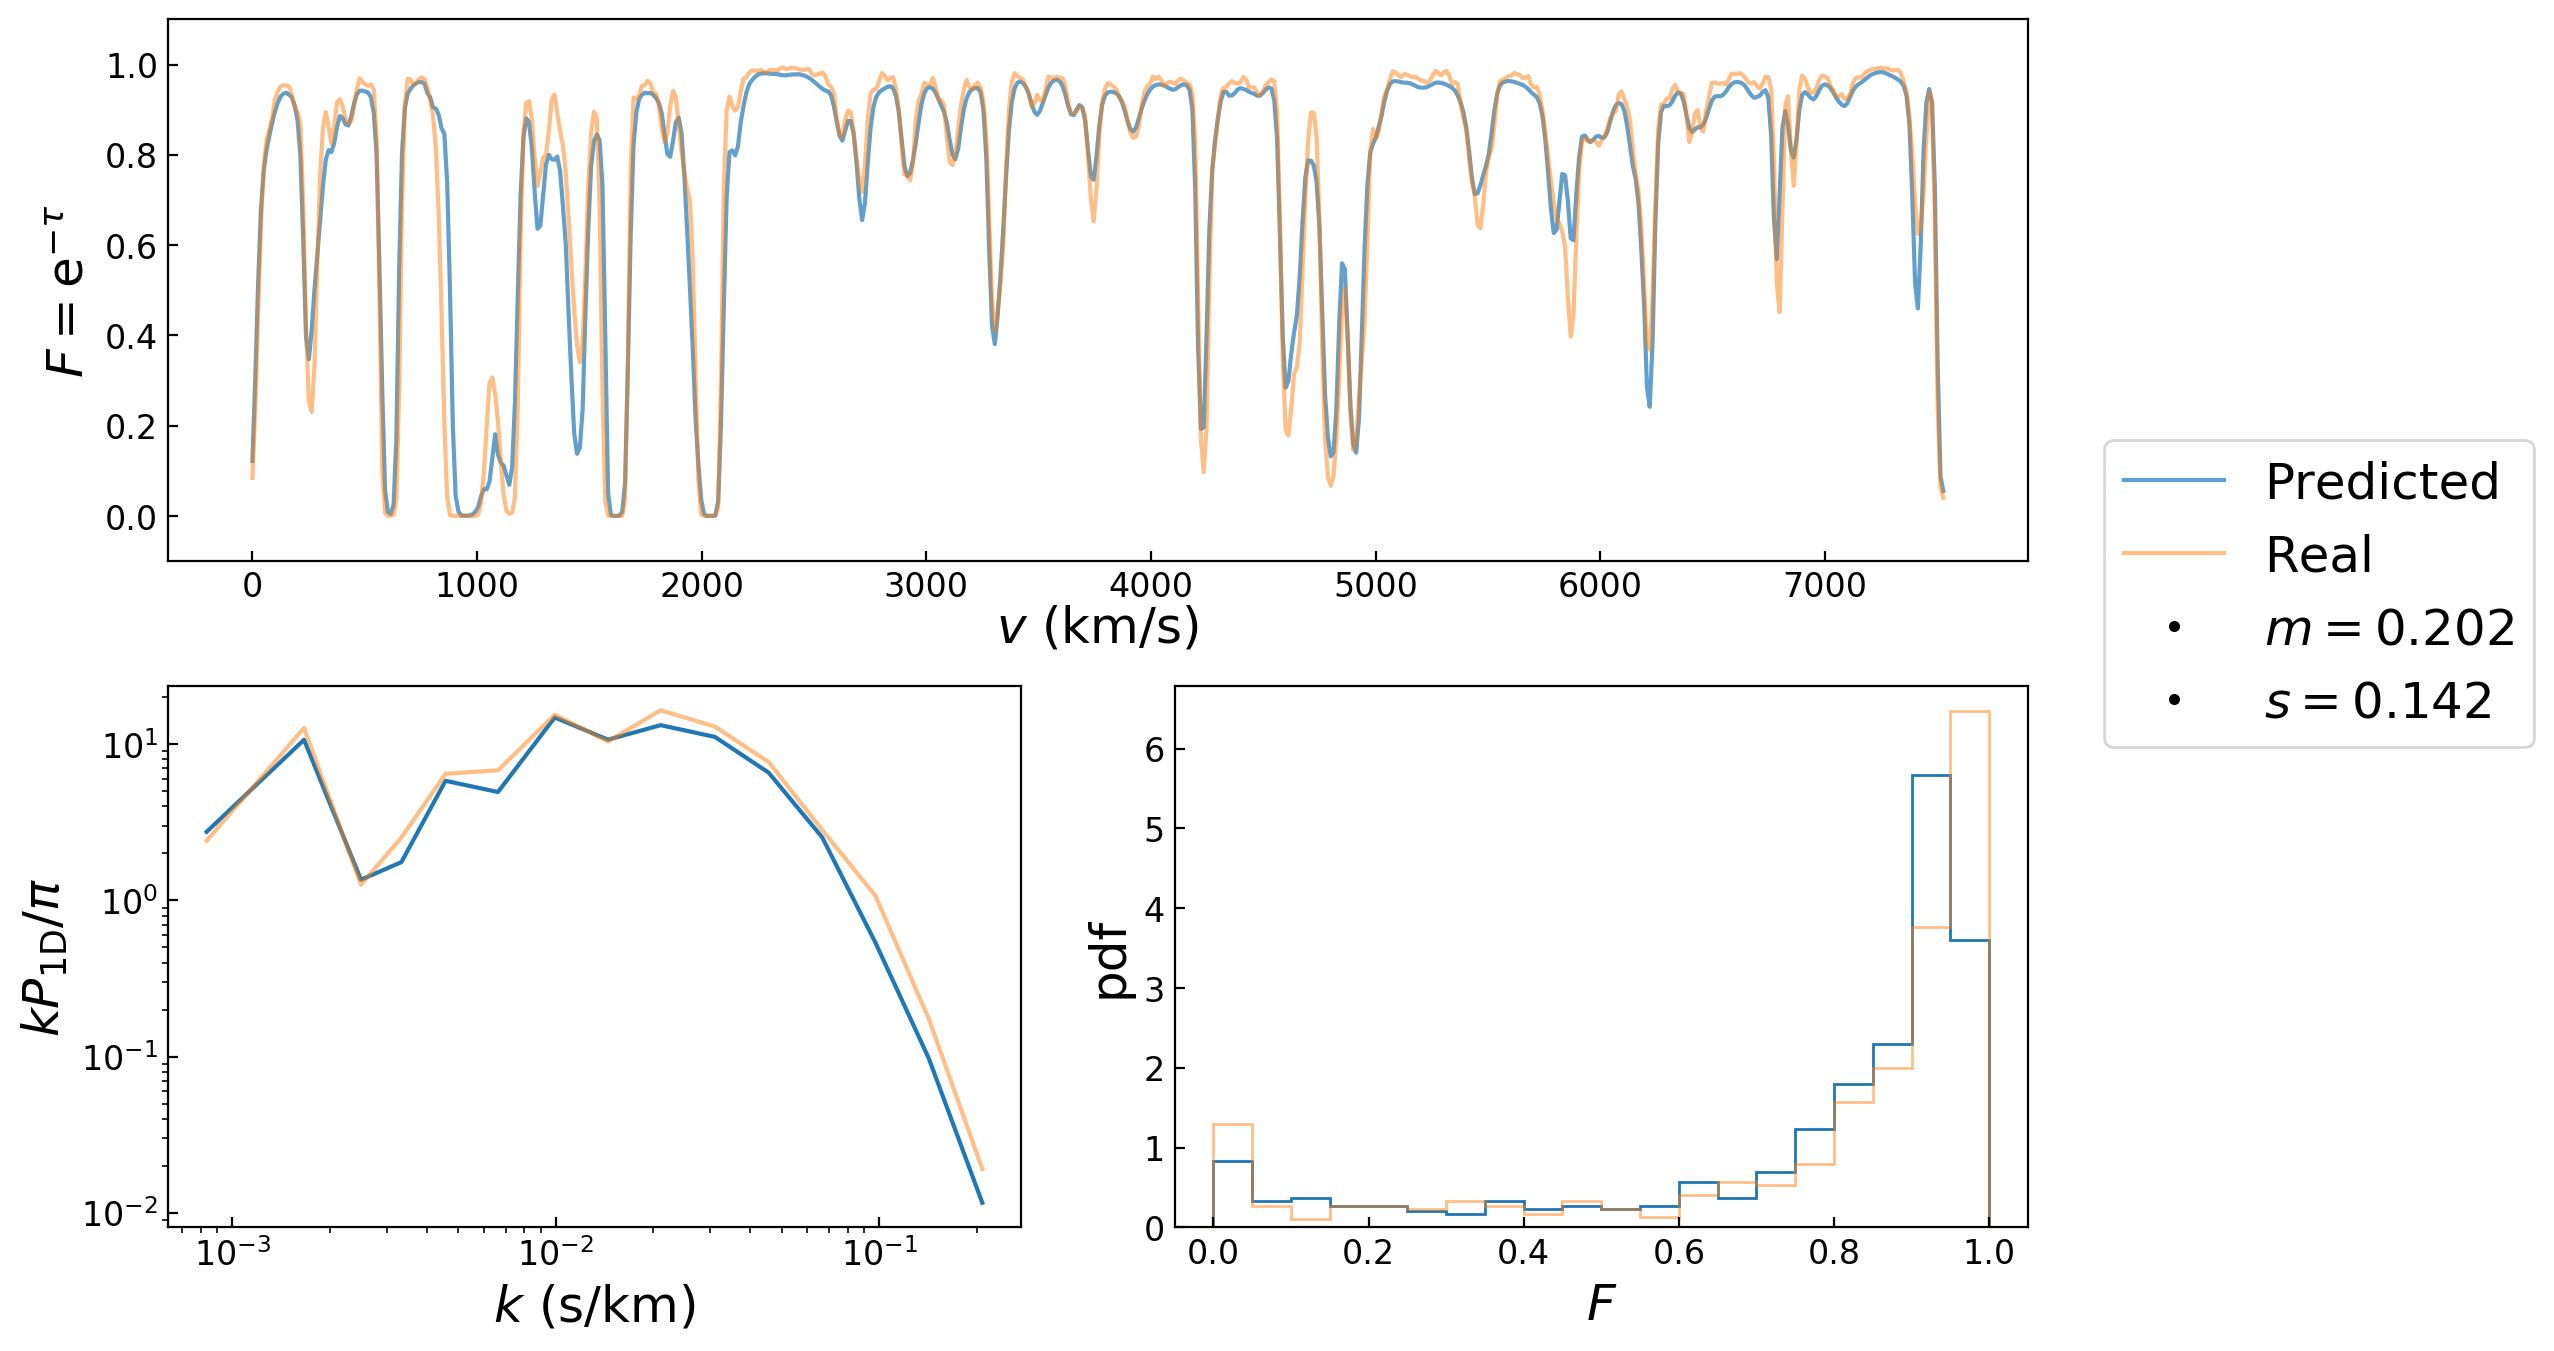 F = e^{−τ}
1.0
0.8
0.6
0.4
0.2
0.0
0 1000 2000 3000 4000 5000 6000 7000
v (km/s)
Predicted
Real
m = 0.202
s = 0.142
kP_{1D}/π
10^1
10^0
10^{−1}
10^{−2}
10^{−3} 10^{−2} 10^{−1}
k (s/km)
pdf
6
5
4
3
2
1
0
0.0 0.2 0.4 0.6 0.8 1.0
F